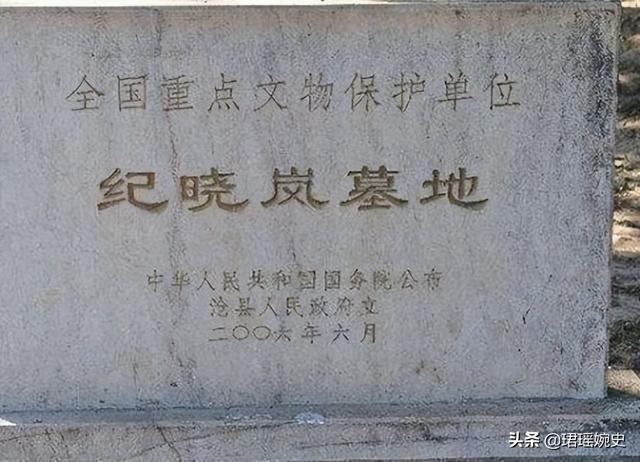 全国重点文物保护单位
纪晓岚墓地
中华人民共和国国务院公布
沧县人民政府立
二〇〇六年六月
头条 @珺瑶婉史